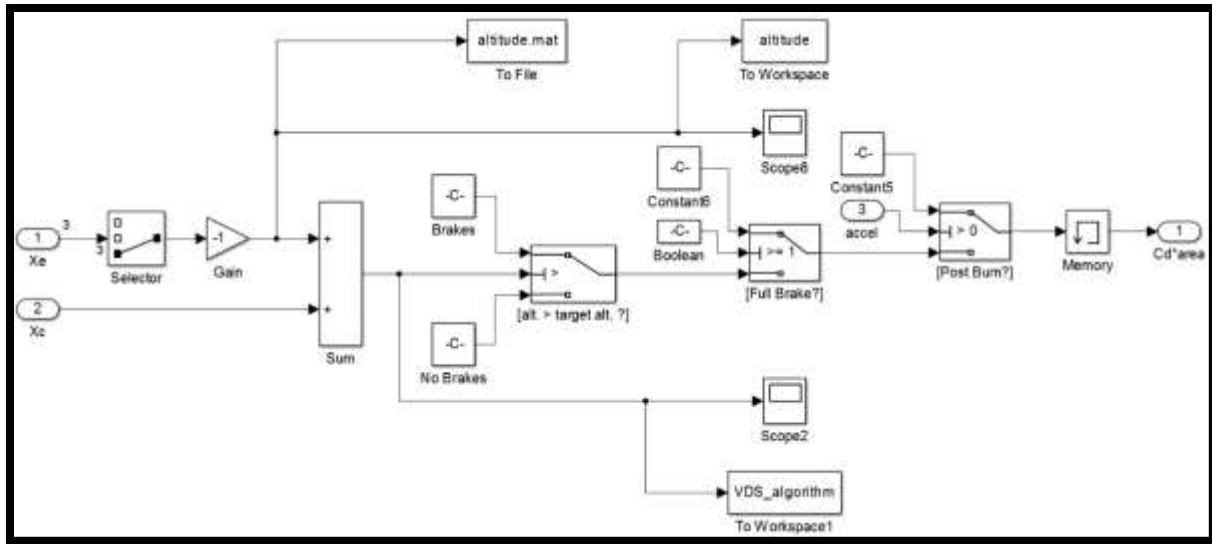 altitude.mat
To File
altitude
To Workspace
Scope6
-C-
Constant6
-C-
Constant5
-C-
Brakes
3
accel
1
Xe
3
3
Selector
-1
Gain
+
+
Sum
>
[alt. > target alt. ?]
-C-
Boolean
>= 1
[Full Brake?]
> 0
[Post Burn?]
Memory
1
Cd*area
2
Xc
-C-
No Brakes
Scope2
VDS_algorithm
To Workspace1